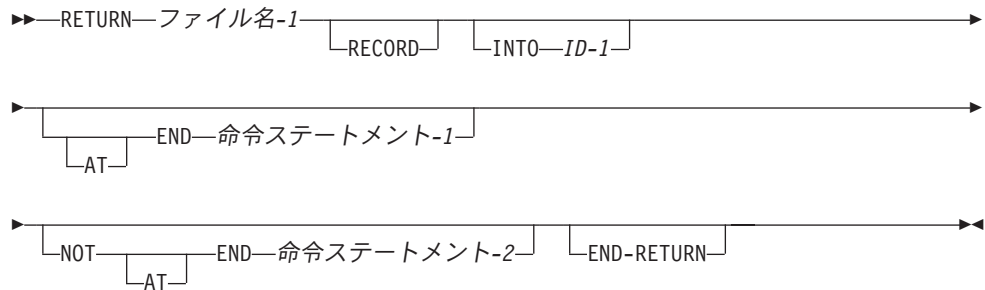 RETURN ファイル名-1 RECORD INTO ID-1
AT END 命令ステートメント-1
NOT AT END 命令ステートメント-2 END-RETURN